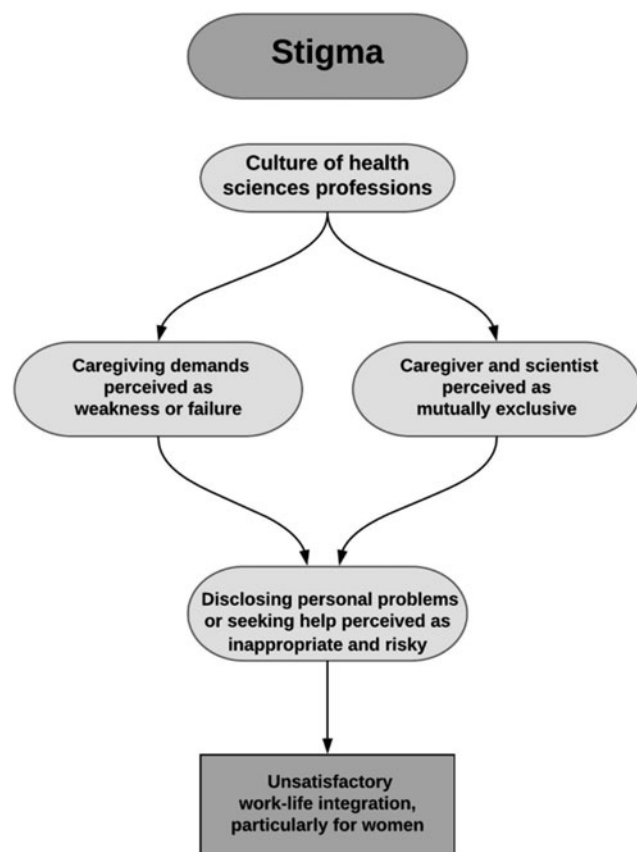 Stigma
Culture of health
sciences professions
Caregiving demands
perceived as
weakness or failure
Caregiver and scientist
perceived as
mutually exclusive
Disclosing personal problems
or seeking help perceived as
inappropriate and risky
Unsatisfactory
work-life integration,
particularly for women